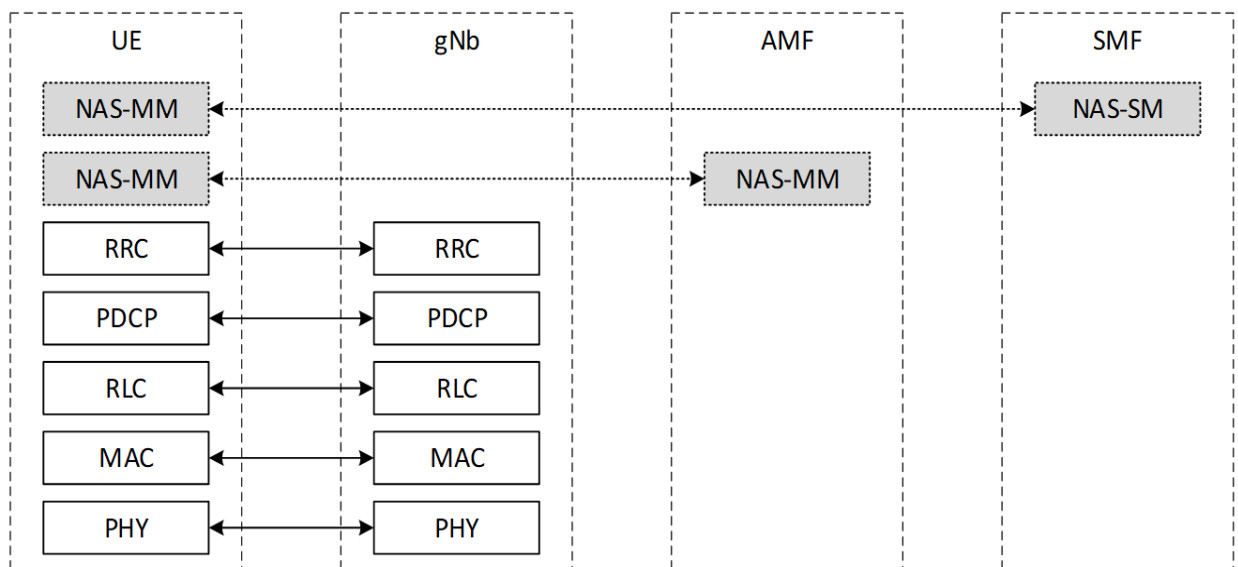 UE gNb AMF SMF
NAS-MM NAS-SM
NAS-MM NAS-MM
RRC RRC
PDCP PDCP
RLC RLC
MAC MAC
PHY PHY